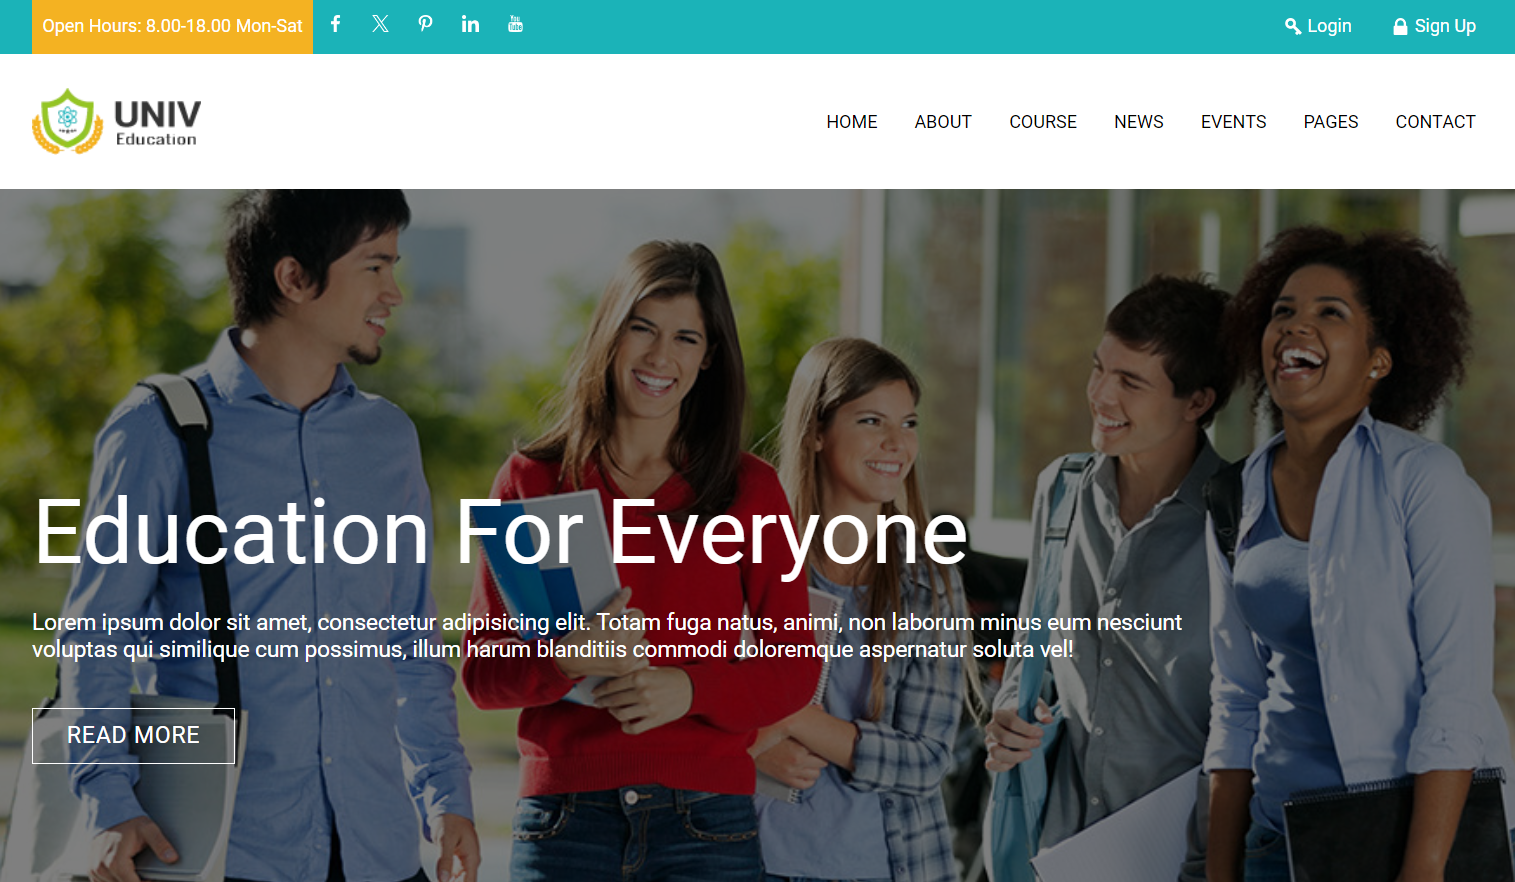 Open Hours: 8.00-18.00 Mon-Sat
Login
Sign Up
UNIV
Education
HOME ABOUT COURSE NEWS EVENTS PAGES CONTACT
Education For Everyone
Lorem ipsum dolor sit amet, consectetur adipisicing elit. Totam fuga natus, animi, non laborum minus eum nesciunt
voluptas qui similique cum possimus, illum harum blanditiis commodi doloremque aspernatur soluta vel!
READ MORE